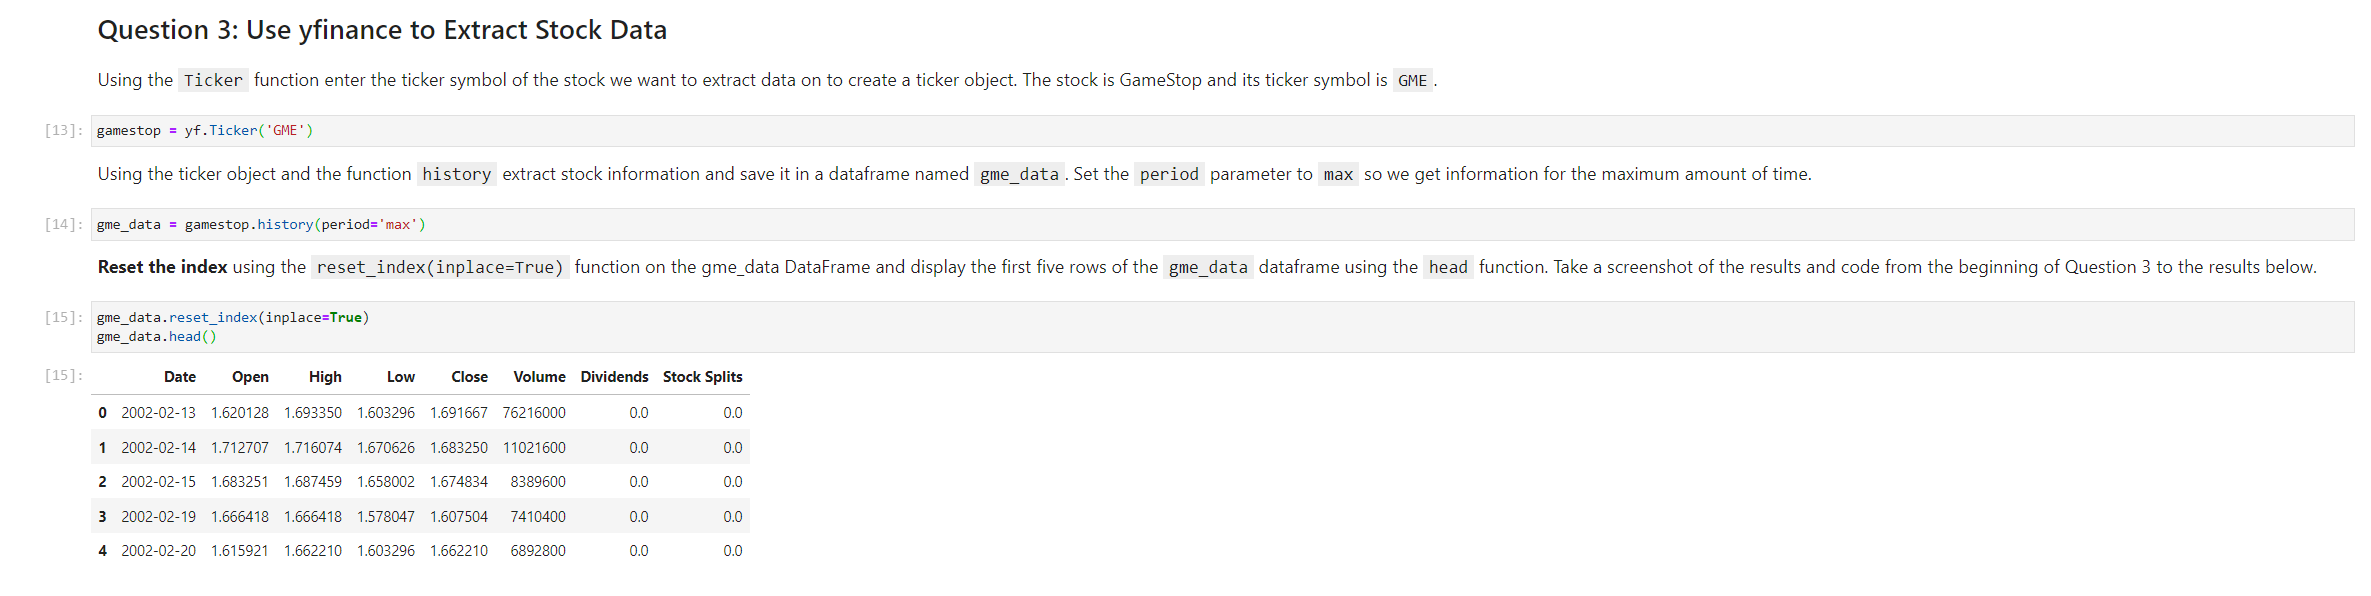 Question 3: Use yfinance to Extract Stock Data
Using the Ticker function enter the ticker symbol of the stock we want to extract data on to create a ticker object. The stock is GameStop and its ticker symbol is GME .
[13]: gamestop = yf.Ticker('GME')
Using the ticker object and the function history extract stock information and save it in a dataframe named gme_data . Set the period parameter to max so we get information for the maximum amount of time.
[14]: gme_data = gamestop.history(period='max')
Reset the index using the reset_index(inplace=True) function on the gme_data DataFrame and display the first five rows of the gme_data dataframe using the head function. Take a screenshot of the results and code from the beginning of Question 3 to the results below.
[15]: gme_data.reset_index(inplace=True)
gme_data.head()
[15]: Date Open High Low Close Volume Dividends Stock Splits
0 2002-02-13 1.620128 1.693350 1.603296 1.691667 76216000 0.0 0.0
1 2002-02-14 1.712707 1.716074 1.670626 1.683250 11021600 0.0 0.0
2 2002-02-15 1.683251 1.687459 1.658002 1.674834 8389600 0.0 0.0
3 2002-02-19 1.666418 1.666418 1.578047 1.607504 7410400 0.0 0.0
4 2002-02-20 1.615921 1.662210 1.603296 1.662210 6892800 0.0 0.0